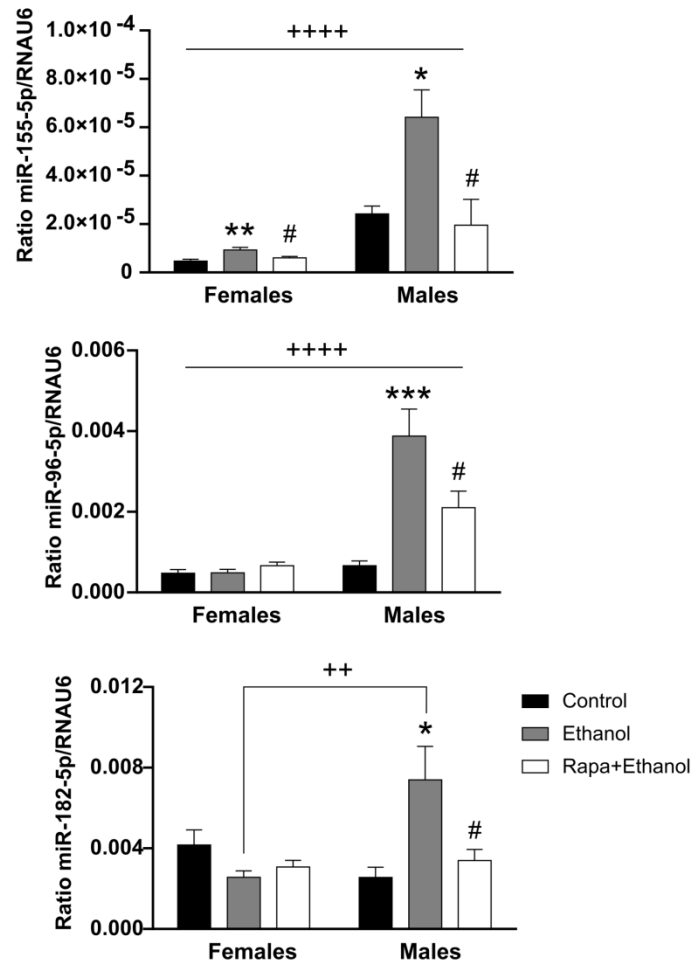 Ratio miR-155-5p/RNAU6
1.0×10 -4
8.0×10 -5
6.0×10 -5
4.0×10 -5
2.0×10 -5
0
++++
**
#
*
#
Females
Males
Ratio miR-96-5p/RNAU6
0.006
0.004
0.002
0.000
++++
***
#
Females
Males
Ratio miR-182-5p/RNAU6
0.012
0.008
0.004
0.000
++
*
#
Females
Males
Control
Ethanol
Rapa+Ethanol